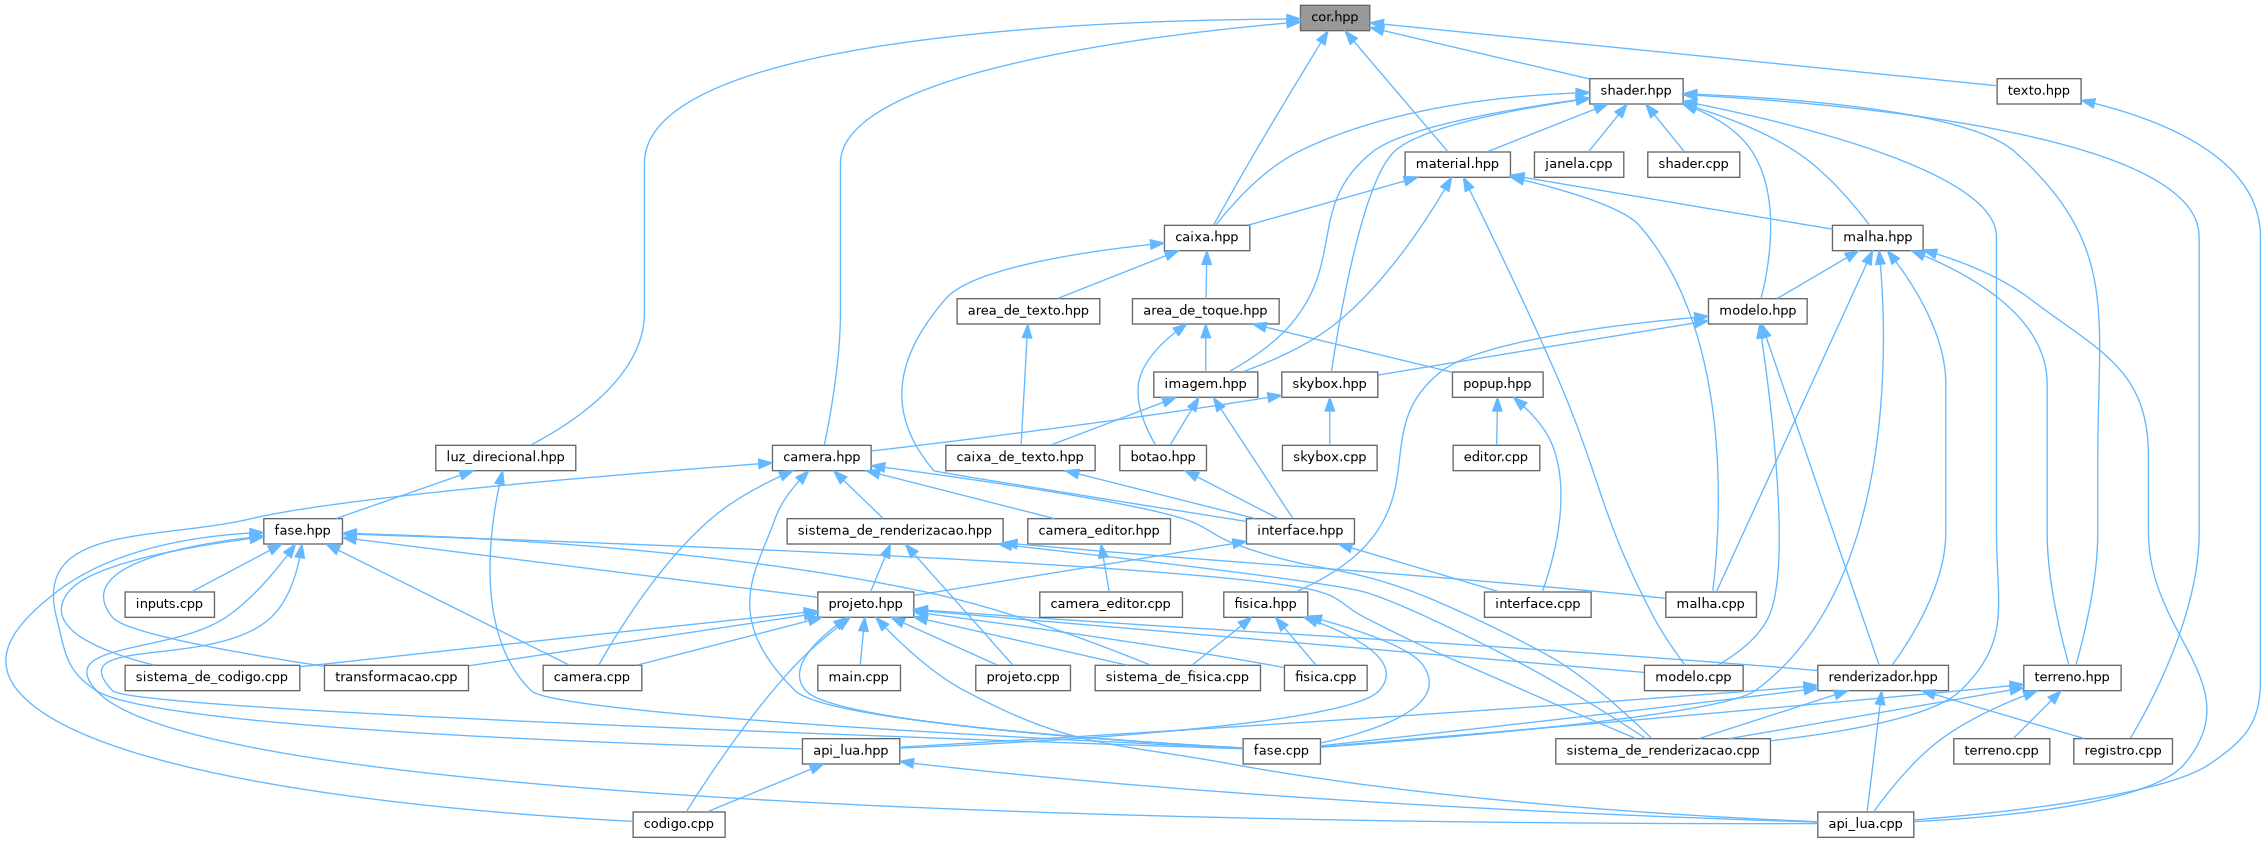 cor.hpp
shader.hpp
texto.hpp
material.hpp
janela.cpp
shader.cpp
caixa.hpp
malha.hpp
area_de_texto.hpp
area_de_toque.hpp
modelo.hpp
imagem.hpp
skybox.hpp
popup.hpp
luz_direcional.hpp
camera.hpp
caixa_de_texto.hpp
botao.hpp
skybox.cpp
editor.cpp
fase.hpp
sistema_de_renderizacao.hpp
camera_editor.hpp
interface.hpp
inputs.cpp
projeto.hpp
camera_editor.cpp
fisica.hpp
interface.cpp
malha.cpp
sistema_de_codigo.cpp
transformacao.cpp
camera.cpp
main.cpp
projeto.cpp
sistema_de_fisica.cpp
fisica.cpp
modelo.cpp
renderizador.hpp
terreno.hpp
api_lua.hpp
fase.cpp
sistema_de_renderizacao.cpp
terreno.cpp
registro.cpp
codigo.cpp
api_lua.cpp